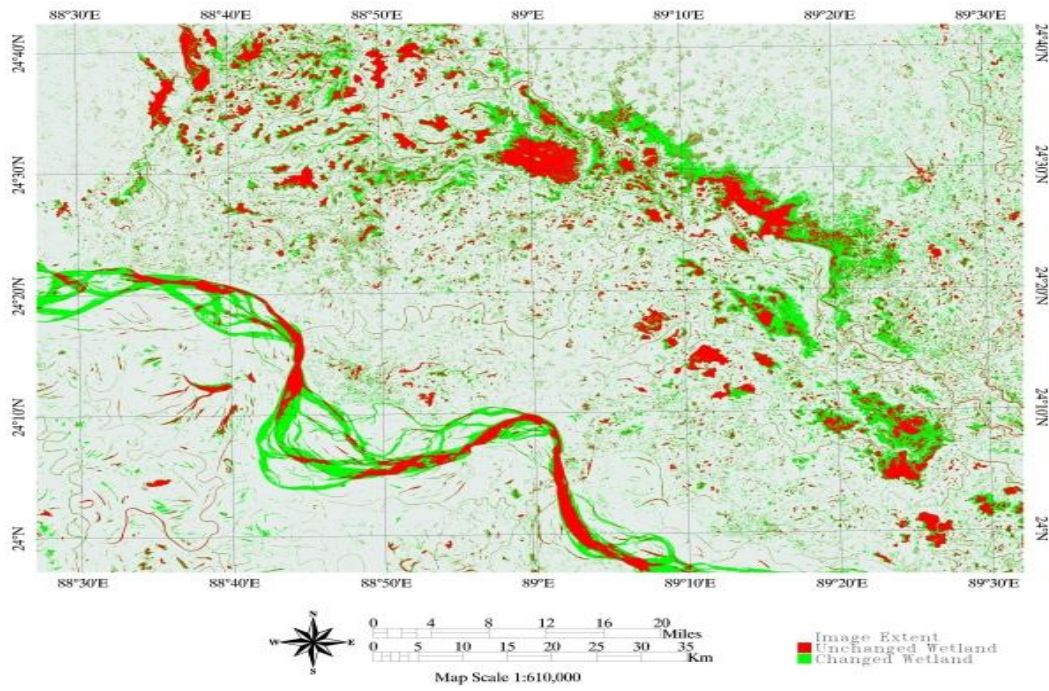 88°30'E 88°40'E 88°50'E 89°E 89°10'E 89°20'E 89°30'E
24°40'N 24°40'N
24°30'N 24°30'N
24°20'N 24°20'N
24°10'N 24°10'N
24°N 24°N
88°30'E 88°40'E 88°50'E 89°E 89°10'E 89°20'E 89°30'E
N
W E
S
0 4 8 12 16 20
Miles
0 5 10 15 20 25 30 35
Km
Map Scale 1:610,000
Image Extent
Unchanged Wetland
Changed Wetland